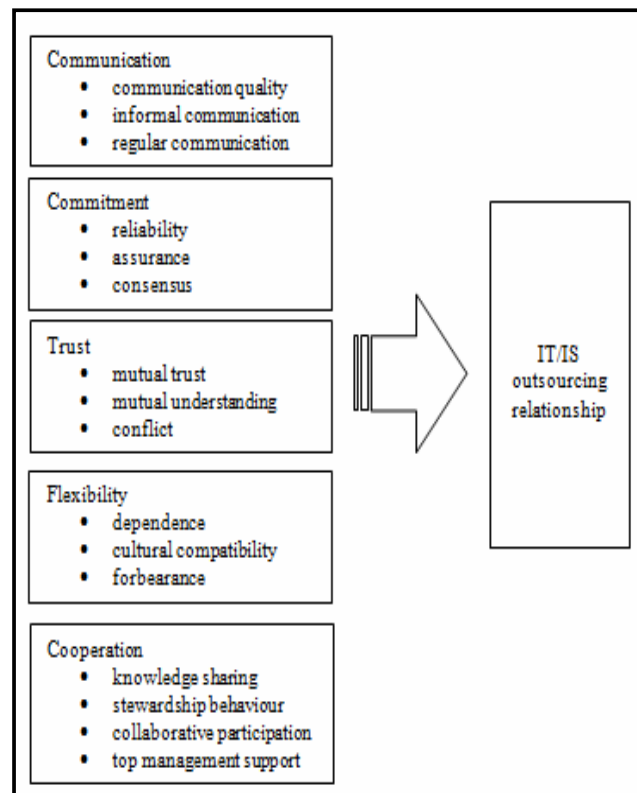 Communication
• communication quality
• informal communication
• regular communication
Commitment
• reliability
• assurance
• consensus
Trust
• mutual trust
• mutual understanding
• conflict
Flexibility
• dependence
• cultural compatibility
• forbearance
Cooperation
• knowledge sharing
• stewardship behaviour
• collaborative participation
• top management support
IT/IS
outsourcing
relationship